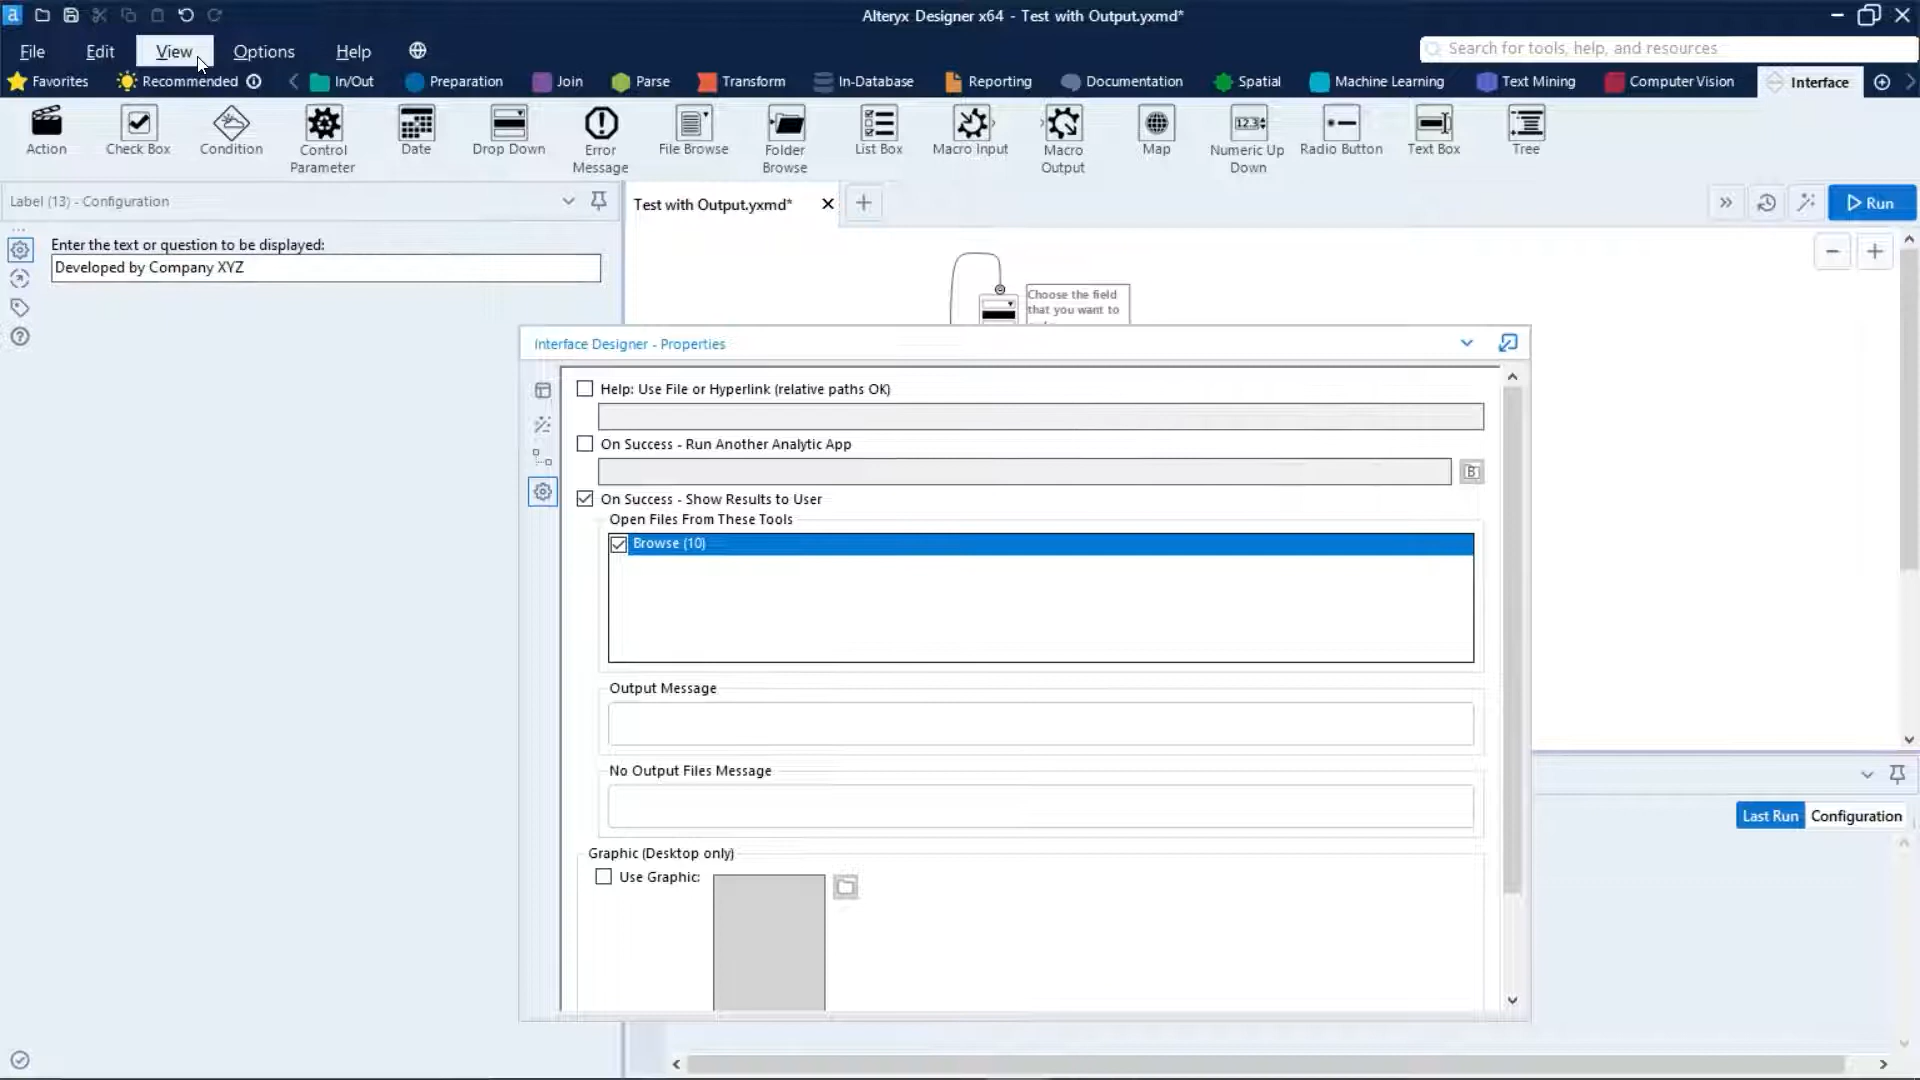 a
Alteryx Designer x64 - Test with Output.yxmd*
File Edit View Options Help
Search for tools, help, and resources
Favorites Recommended In/Out Preparation Join Parse Transform In-Database Reporting Documentation Spatial Machine Learning Text Mining Computer Vision Interface
Action Check Box Condition Control Parameter Date Drop Down Error Message File Browse Folder Browse List Box Macro Input Macro Output Map Numeric Up Down Radio Button Text Box Tree
Label (13) - Configuration
Test with Output.yxmd*
Run
Enter the text or question to be displayed:
Developed by Company XYZ
Choose the field
that you want to
Interface Designer - Properties
Help: Use File or Hyperlink (relative paths OK)
On Success - Run Another Analytic App
On Success - Show Results to User
Open Files From These Tools
Browse (10)
Output Message
No Output Files Message
Last Run Configuration
Graphic (Desktop only)
Use Graphic: